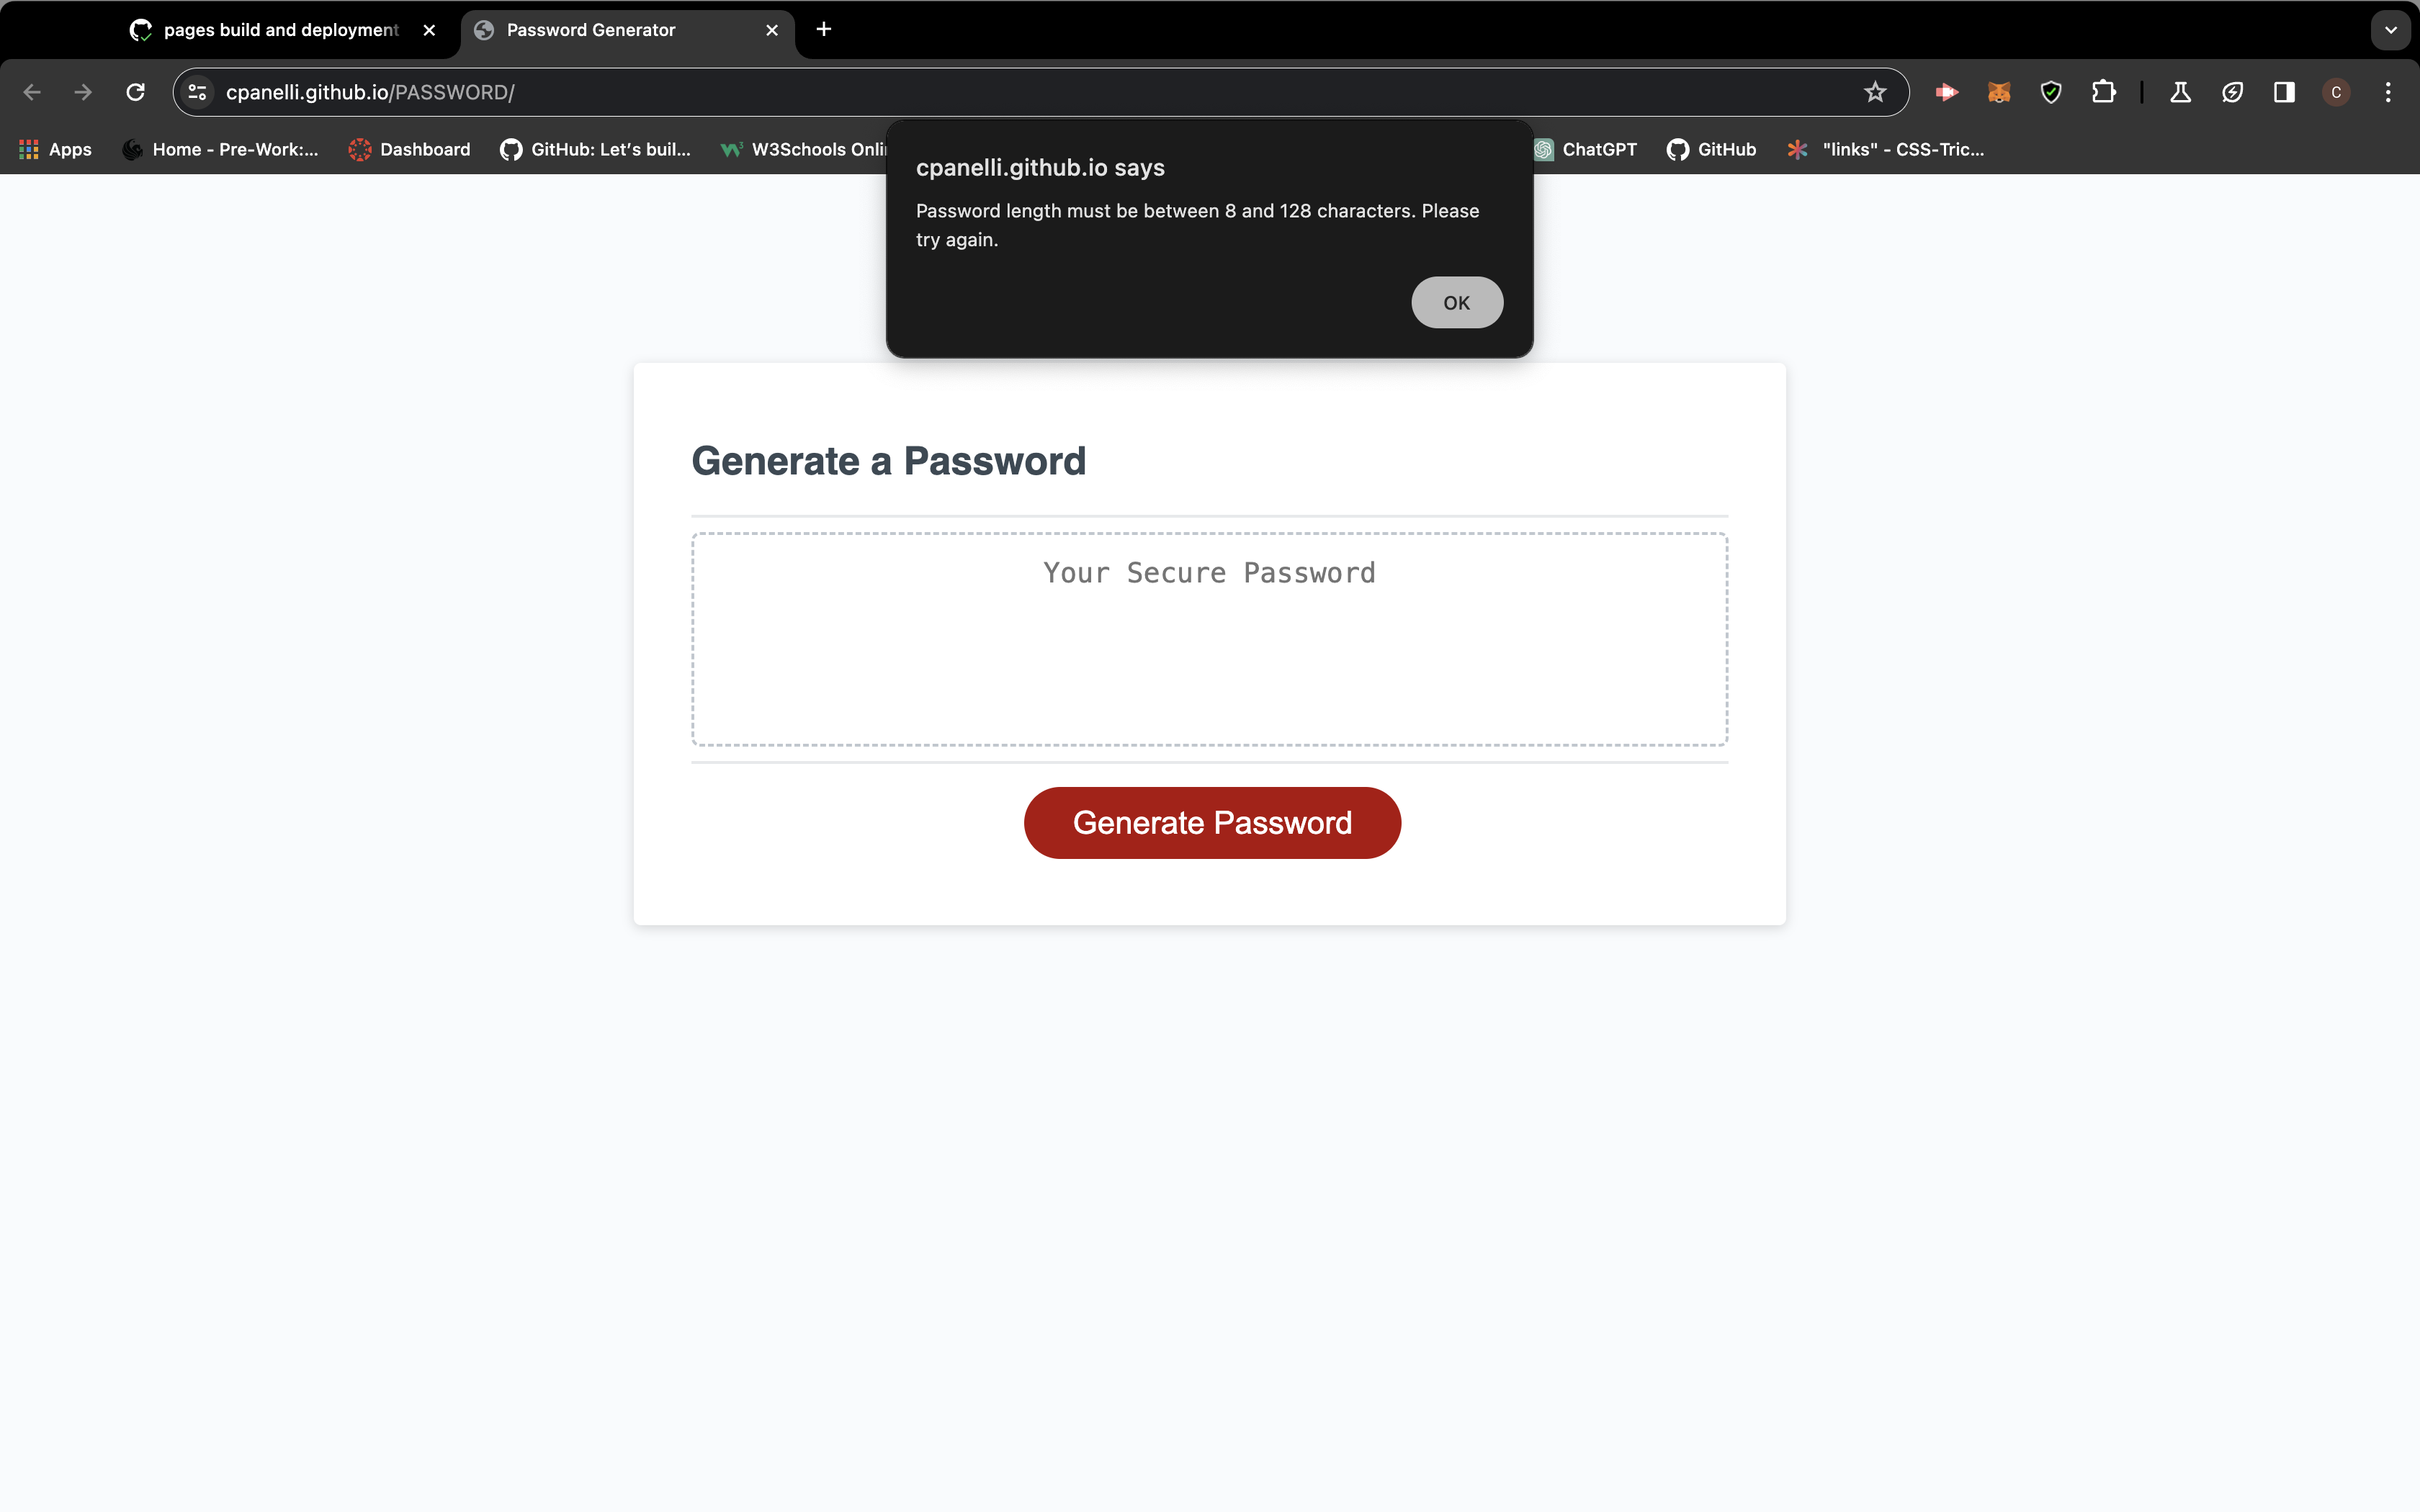 pages build and deployment
Password Generator
cpanelli.github.io/PASSWORD/
C
Apps
Home - Pre-Work:...
Dashboard
GitHub: Let’s buil...
W3Schools Onli
ChatGPT
GitHub
"links" - CSS-Tric...
cpanelli.github.io says
Password length must be between 8 and 128 characters. Please
try again.
OK
Generate a Password
Your Secure Password
Generate Password